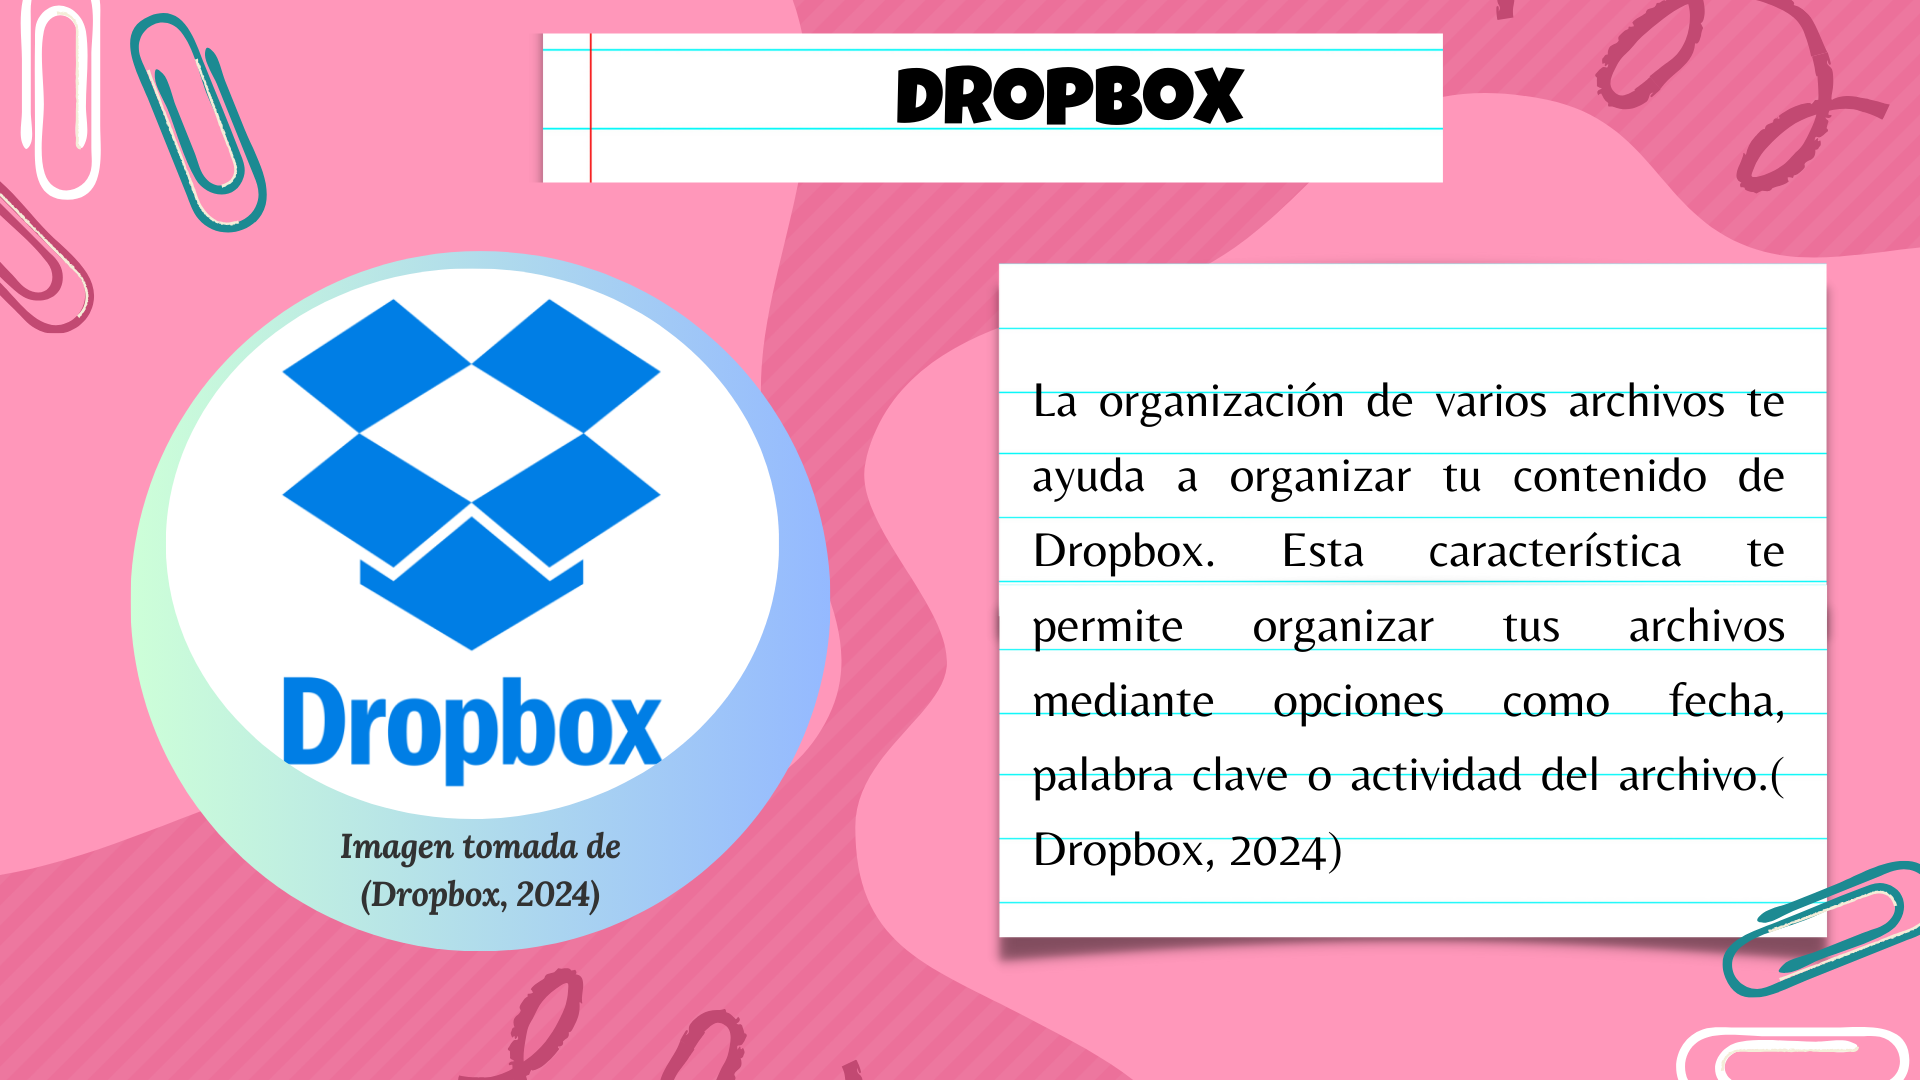 DROPBOX
Dropbox
Imagen tomada de
(Dropbox, 2024)
La organización de varios archivos te
ayuda a organizar tu contenido de
Dropbox. Esta característica te
permite organizar tus archivos
mediante opciones como fecha,
palabra clave o actividad del archivo.(
Dropbox, 2024)